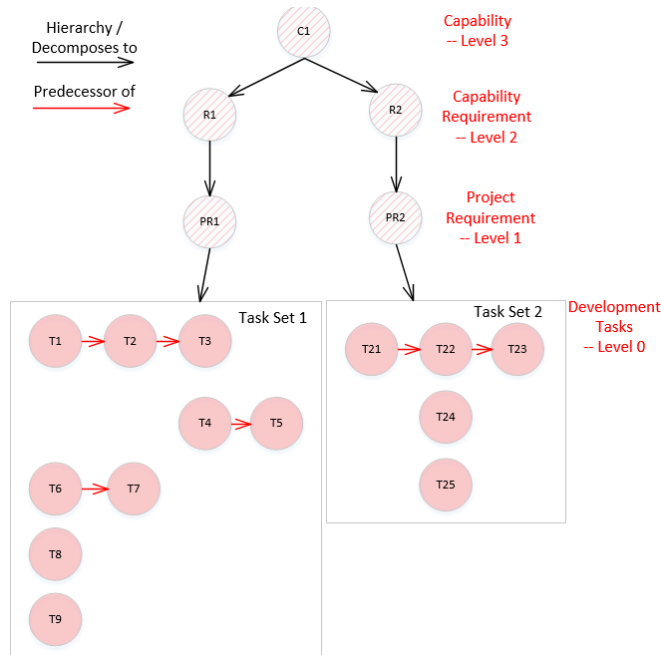 Hierarchy /
Decomposes to
Predecessor of
C1
Capability
-- Level 3
R1
R2
Capability
Requirement
-- Level 2
PR1
PR2
Project
Requirement
-- Level 1
Task Set 1
T1
T2
T3
T4
T5
T6
T7
T8
T9
Task Set 2
T21
T22
T23
T24
T25
Development
Tasks
-- Level 0